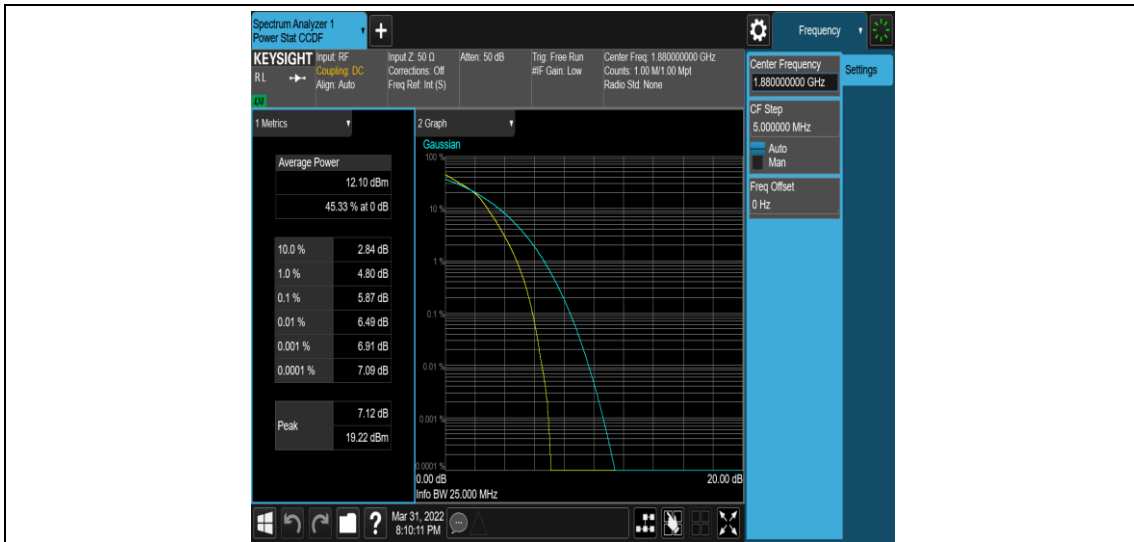 Spectrum Analyzer 1
Power Stat CCDF
+
Frequency
KEYSIGHT
RL
Input: RF
Coupling: DC
Align: Auto
Input Z: 50 Ω
Corrections: Off
Freq Ref: Int (S)
Atten: 50 dB
Trig: Free Run
#IF Gain: Low
Center Freq: 1.880000000 GHz
Counts: 1.00 M/1.00 Mpt
Radio Std: None
Center Frequency
1.880000000 GHz
Settings
CF Step
5.000000 MHz
Auto
Man
Freq Offset
0 Hz
1 Metrics
Average Power
12.10 dBm
45.33 % at 0 dB
10.0 % 2.84 dB
1.0 % 4.80 dB
0.1 % 5.87 dB
0.01 % 6.49 dB
0.001 % 6.91 dB
0.0001 % 7.09 dB
Peak
7.12 dB
19.22 dBm
2 Graph
Gaussian
100 %
10 %
1 %
0.1 %
0.01 %
0.001 %
0.0001 %
0.00 dB 20.00 dB
Info BW 25.000 MHz
?
Mar 31, 2022
8:10:11 PM